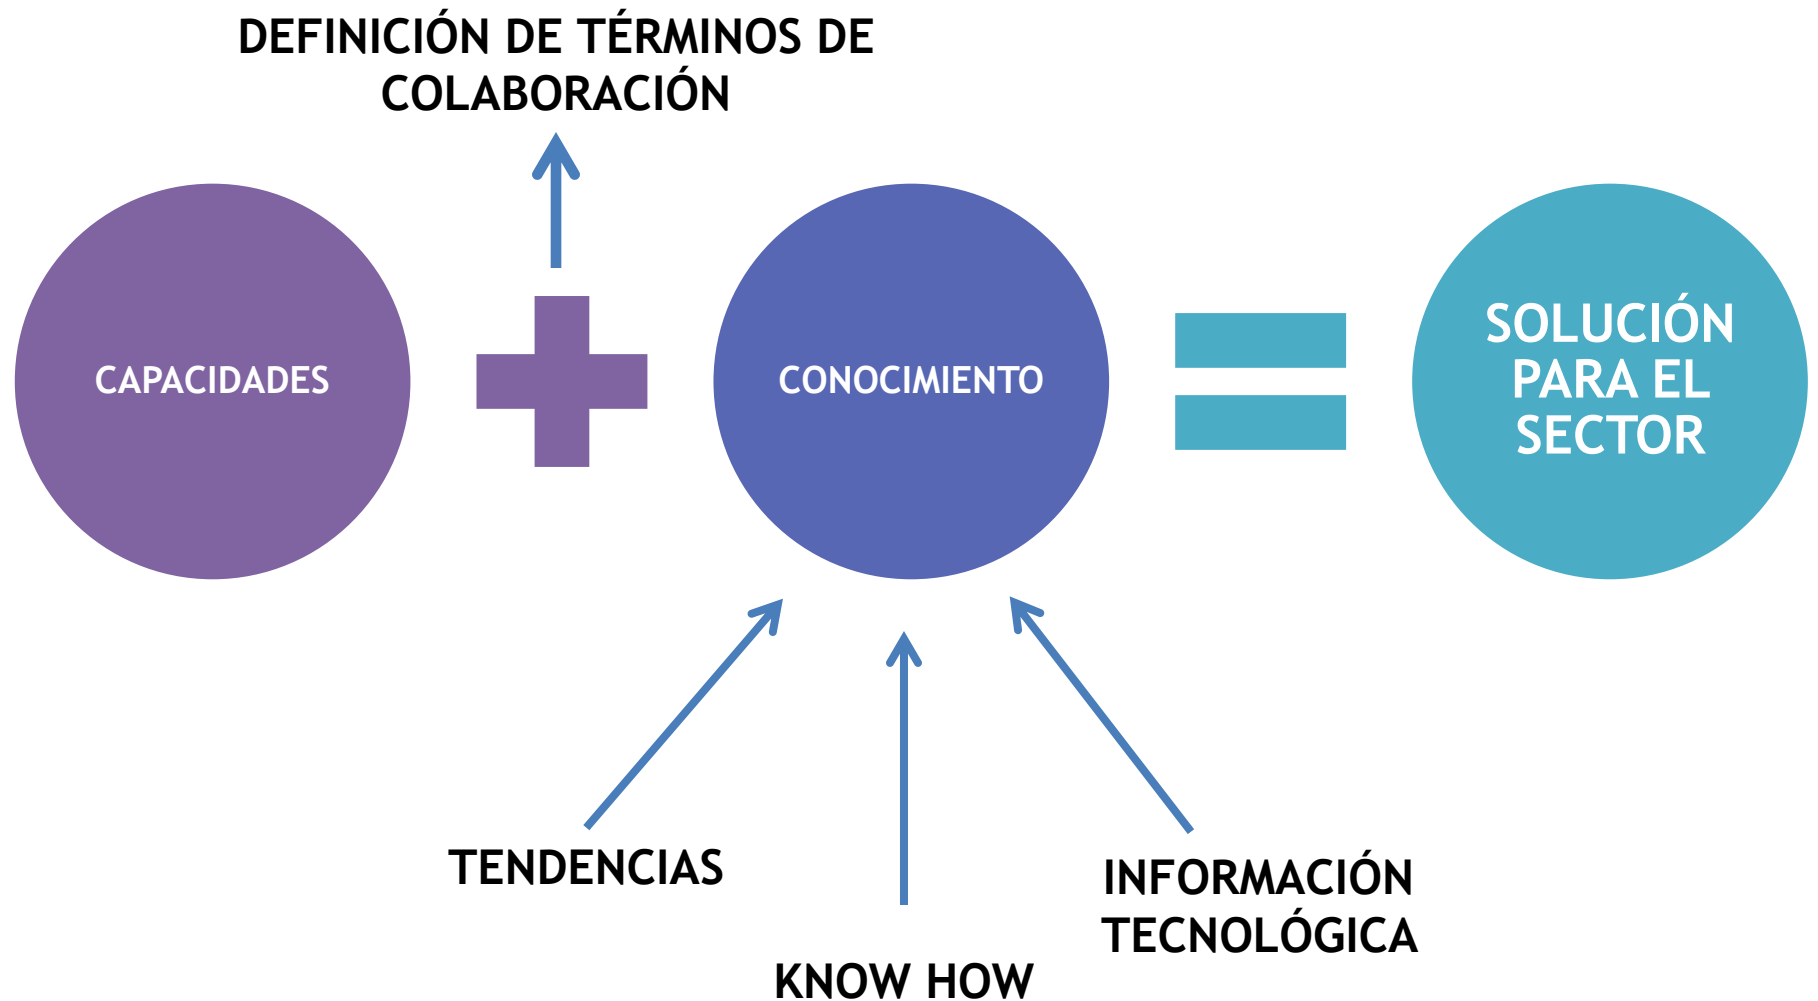 DEFINICIÓN DE TÉRMINOS DE
COLABORACIÓN
CAPACIDADES
CONOCIMIENTO
SOLUCIÓN
PARA EL
SECTOR
TENDENCIAS
KNOW HOW
INFORMACIÓN
TECNOLÓGICA